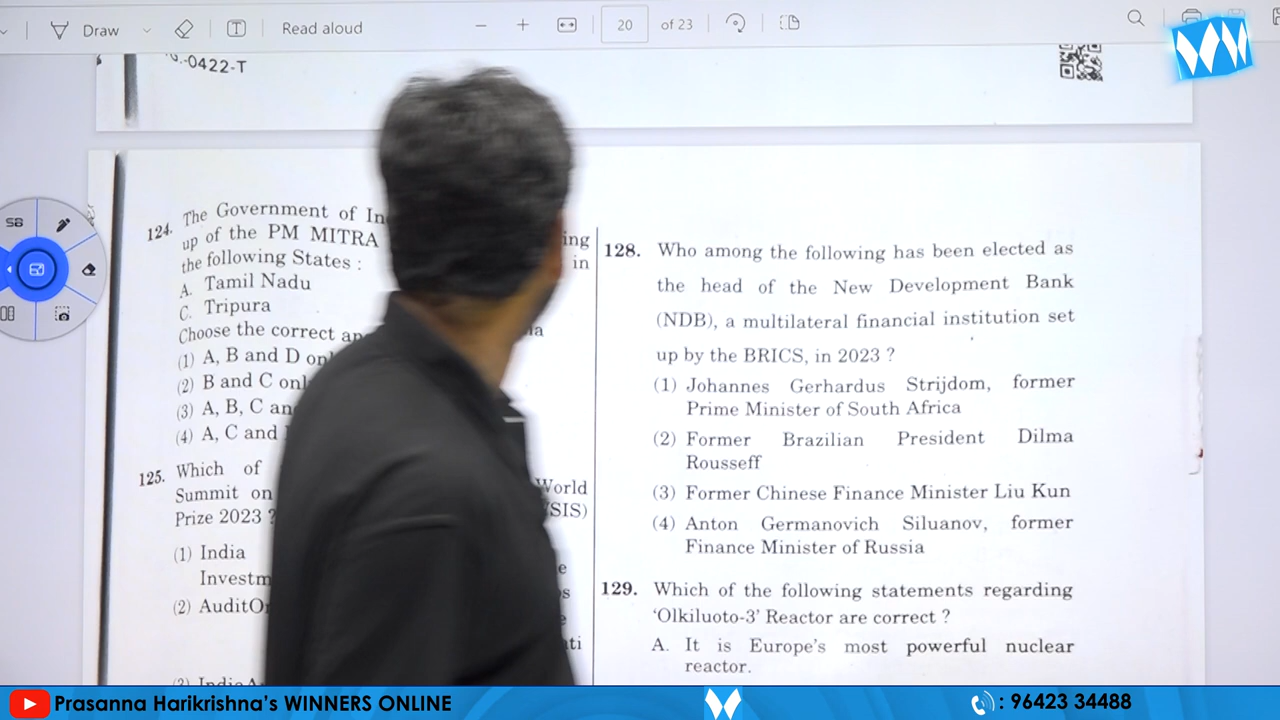 Draw
Read aloud
20
of 23
-0422-T
124. The Government of In
up of the PM MITRA ing
the following States : in
A. Tamil Nadu
C. Tripura
Choose the correct an
(1) A, B and D on
(2) B and C onl
(3) A, B, C an
(4) A, C and
125. Which of World
Summit on SIS)
Prize 2023 ?
(1) India
Investm
(2) AuditO
128. Who among the following has been elected as
the head of the New Development Bank
(NDB), a multilateral financial institution set
up by the BRICS, in 2023 ?
(1) Johannes Gerhardus Strijdom, former
Prime Minister of South Africa
(2) Former Brazilian President Dilma
Rousseff
(3) Former Chinese Finance Minister Liu Kun
(4) Anton Germanovich Siluanov, former
Finance Minister of Russia
129. Which of the following statements regarding
‘Olkiluoto-3’ Reactor are correct ?
A. It is Europe's most powerful nuclear
reactor.
Prasanna Harikrishna's WINNERS ONLINE
: 96423 34488